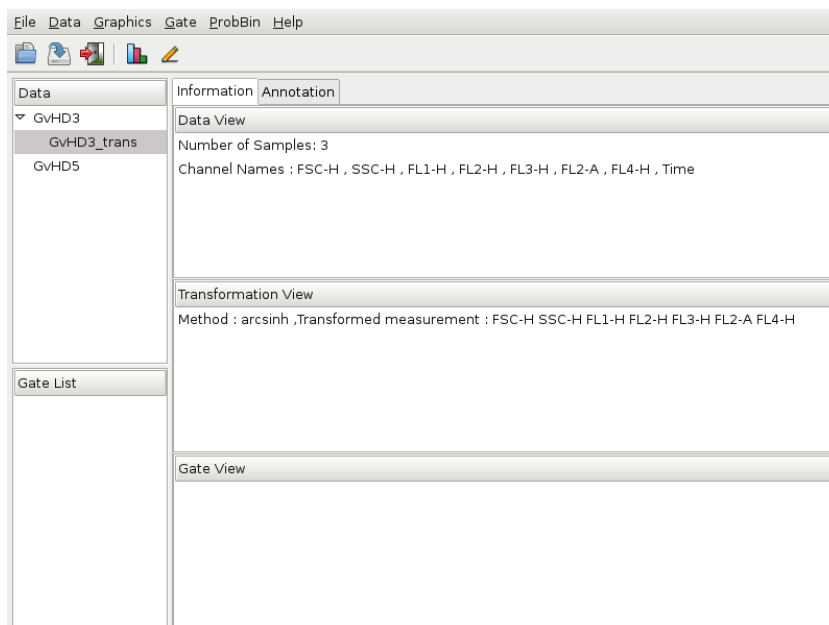 File Data Graphics Gate ProbBin Help
Data
GvHD3
GvHD3_trans
GvHD5
Gate List
Information Annotation
Data View
Number of Samples: 3
Channel Names : FSC-H , SSC-H , FL1-H , FL2-H , FL3-H , FL2-A , FL4-H , Time
Transformation View
Method : arcsinh ,Transformed measurement : FSC-H SSC-H FL1-H FL2-H FL3-H FL2-A FL4-H
Gate View